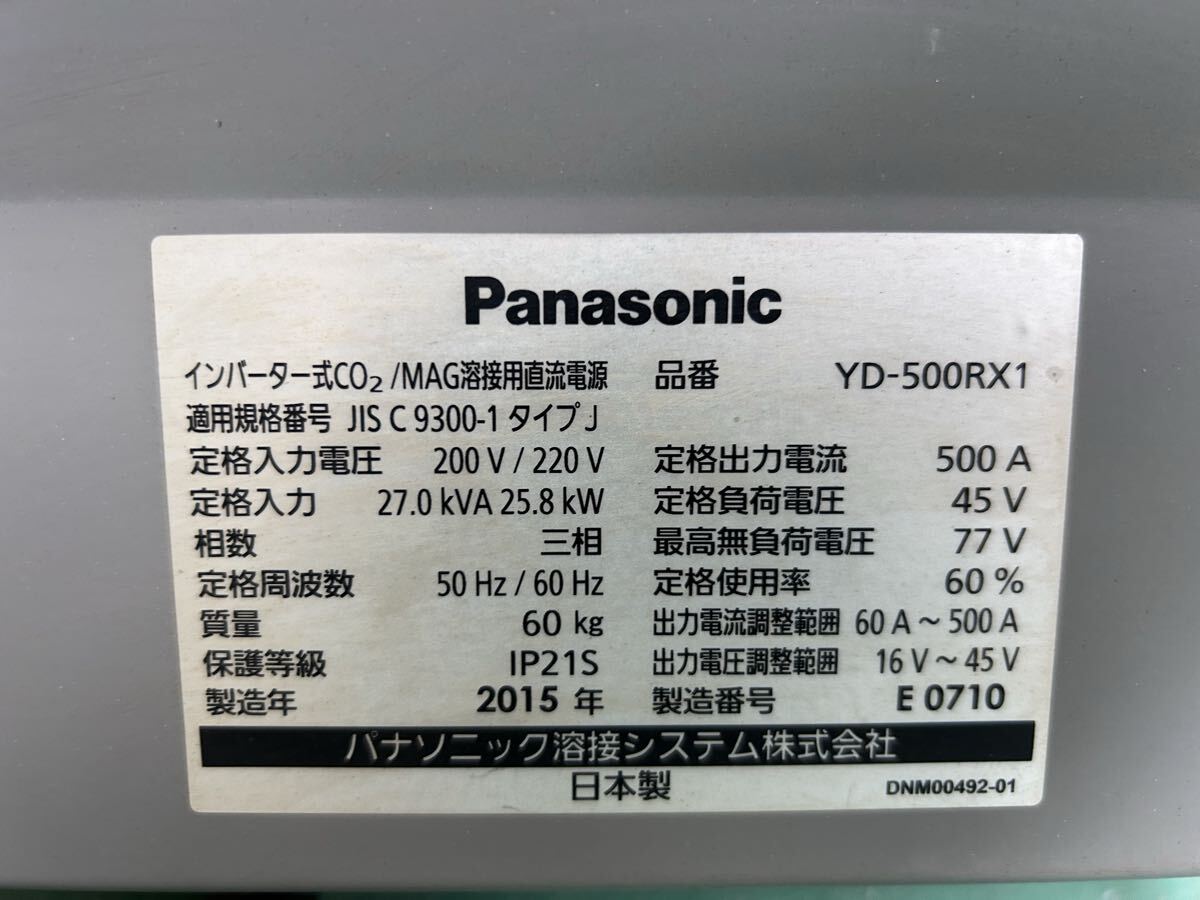 Panasonic
インバーター式CO2/MAG溶接用直流電源 品番 YD-500RX1
適用規格番号 JIS C 9300-1 タイプJ
定格入力電圧 200 V / 220 V 定格出力電流 500 A
定格入力 27.0 kVA 25.8 kW 定格負荷電圧 45 V
相数 三相 最高無負荷電圧 77 V
定格周波数 50 Hz / 60 Hz 定格使用率 60 %
質量 60 kg 出力電流調整範囲 60 A～500 A
保護等級 IP21S 出力電圧調整範囲 16 V～45 V
製造年 2015 年 製造番号 E 0710
パナソニック溶接システム株式会社
日本製 DNM00492-01